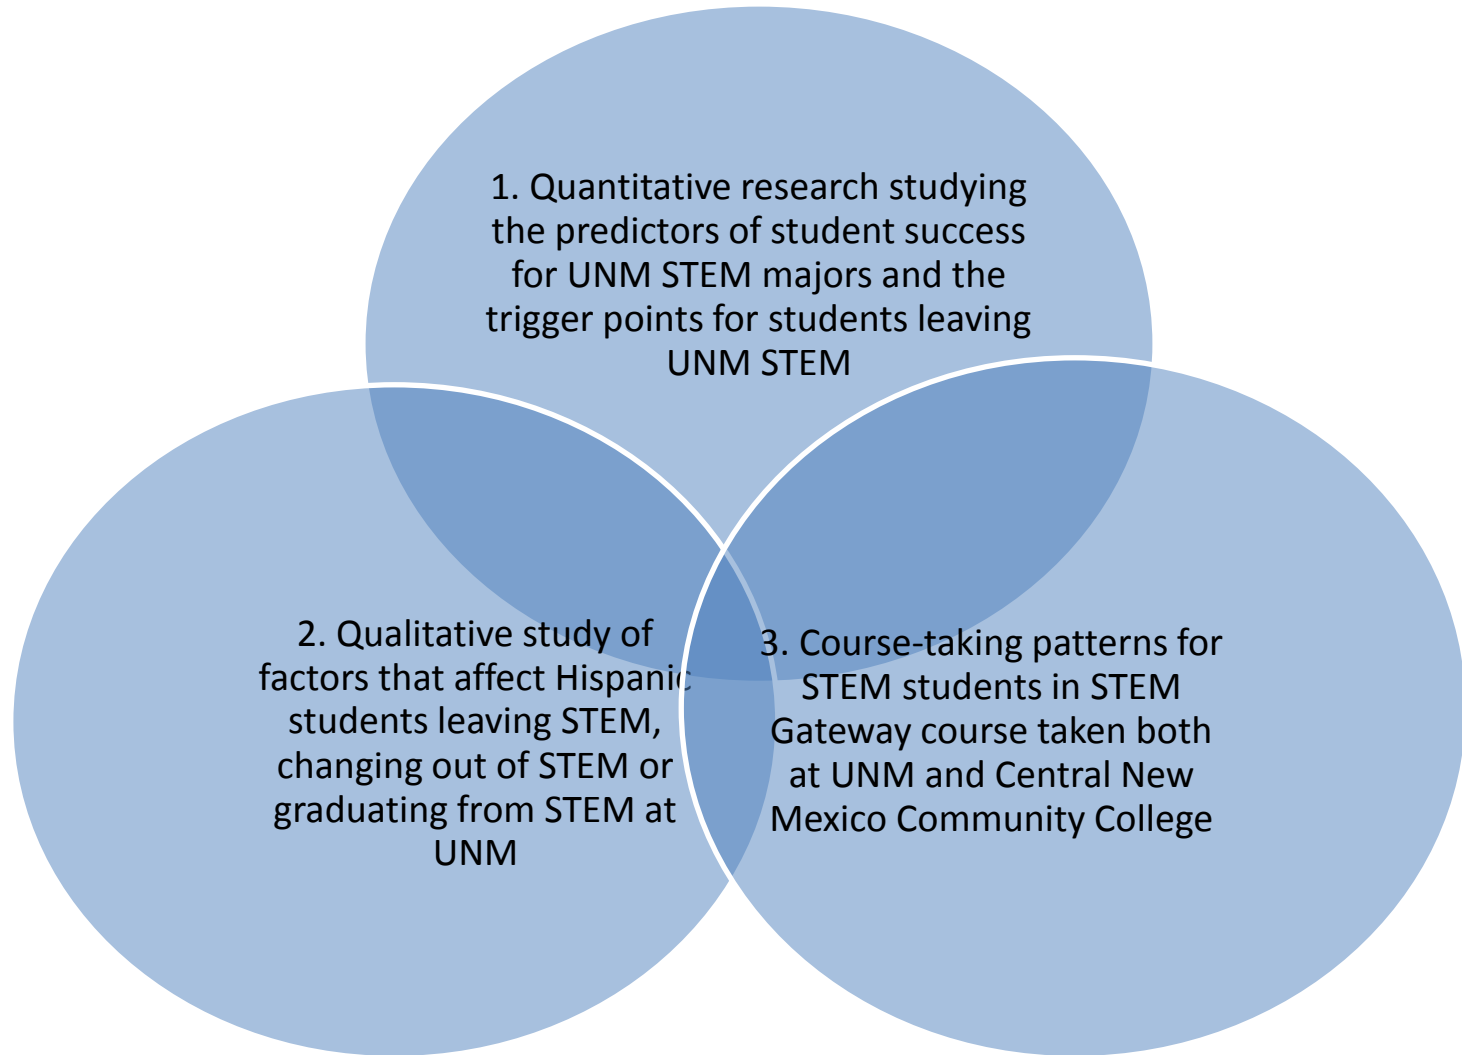 1. Quantitative research studying
the predictors of student success
for UNM STEM majors and the
trigger points for students leaving
UNM STEM
2. Qualitative study of
factors that affect Hispanic
students leaving STEM,
changing out of STEM or
graduating from STEM at
UNM
3. Course-taking patterns for
STEM students in STEM
Gateway course taken both
at UNM and Central New
Mexico Community College